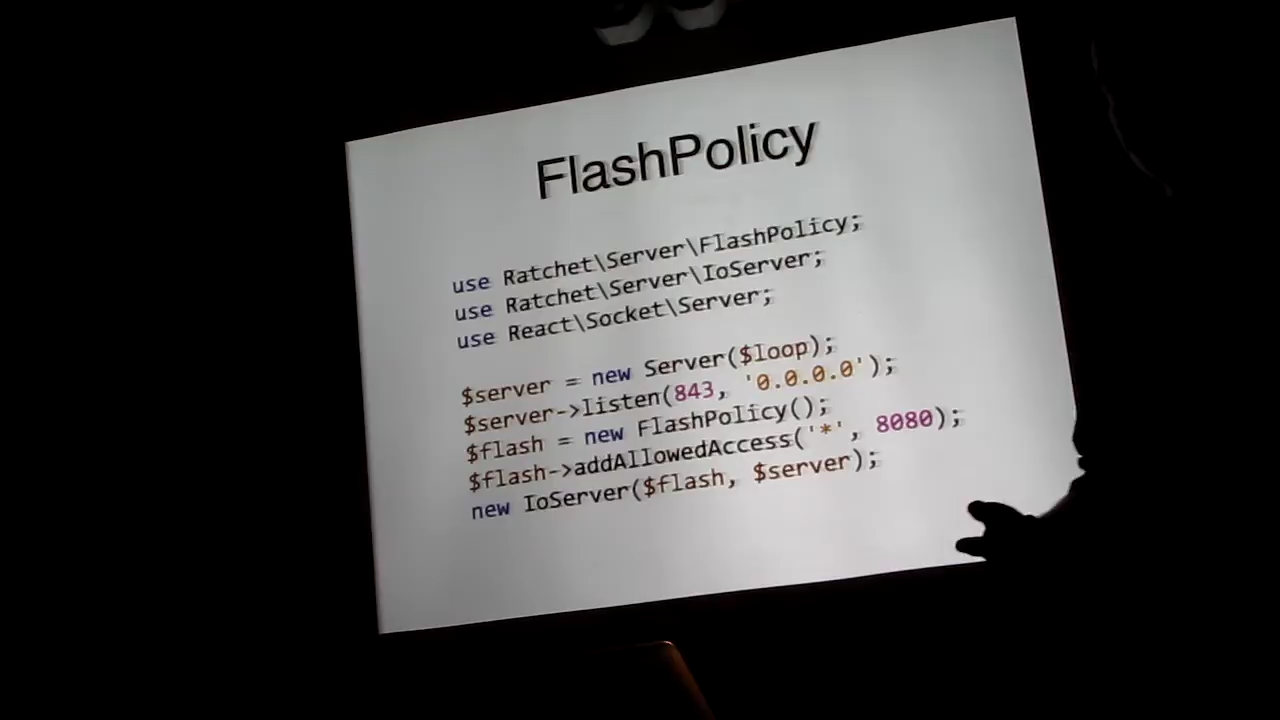 FlashPolicy
use Ratchet\Server\FlashPolicy;
use Ratchet\Server\IoServer;
use React\Socket\Server;
$server = new Server($loop);
$server->listen(843, '0.0.0.0');
$flash = new FlashPolicy();
$flash->addAllowedAccess('*', 8080);
new IoServer($flash, $server);